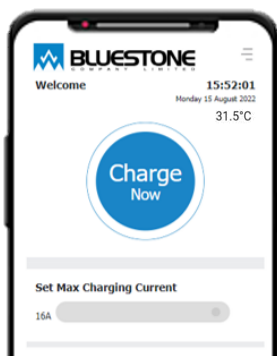 BLUESTONE
COMPANY LIMITED
Welcome
15:52:01
Monday 15 August 2022
31.5°C
Charge
Now
Set Max Charging Current
16A